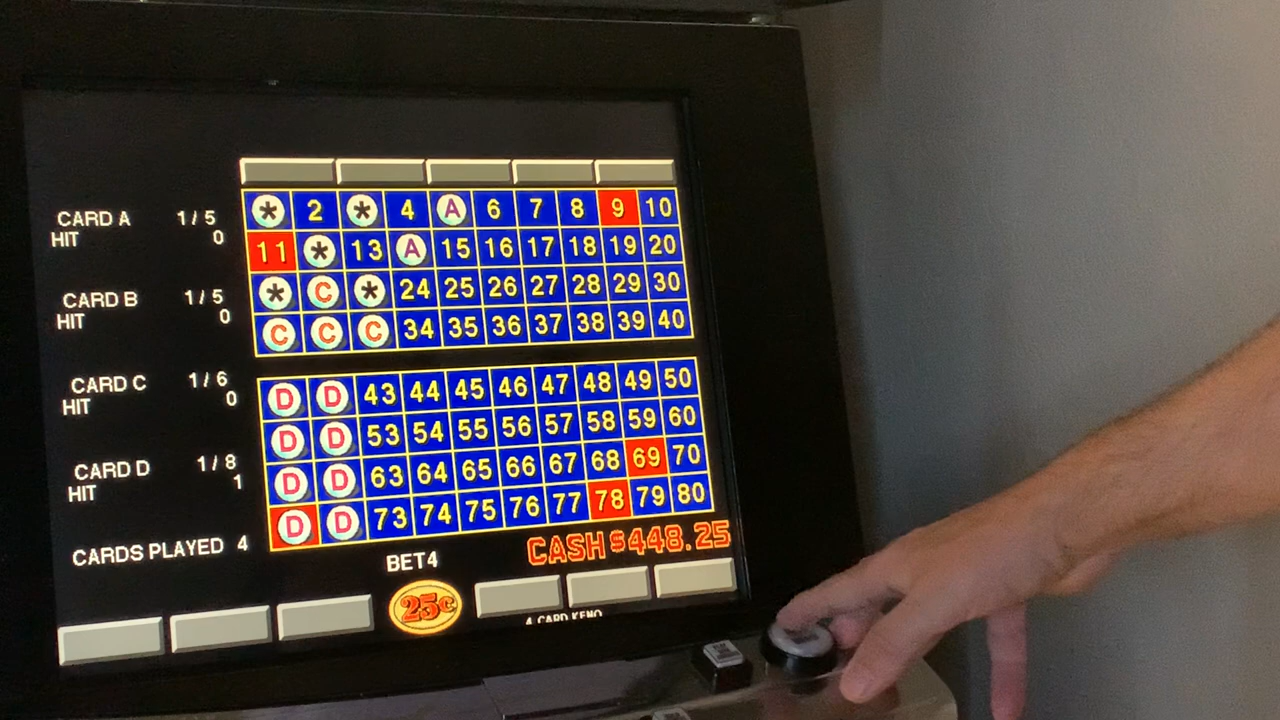 CARD A 1/5
HIT 0
CARD B 1/5
HIT 0
CARD C 1/6
HIT 0
CARD D 1/8
HIT 1
CARDS PLAYED 4
* 2 * 4 A 6 7 8 9 10
11 * 13 A 15 16 17 18 19 20
* C * 24 25 26 27 28 29 30
C C C 34 35 36 37 38 39 40
D D 43 44 45 46 47 48 49 50
D D 53 54 55 56 57 58 59 60
D D 63 64 65 66 67 68 69 70
D D 73 74 75 76 77 78 79 80
BET4
CASH $448.25
25¢
4 CARD KENO